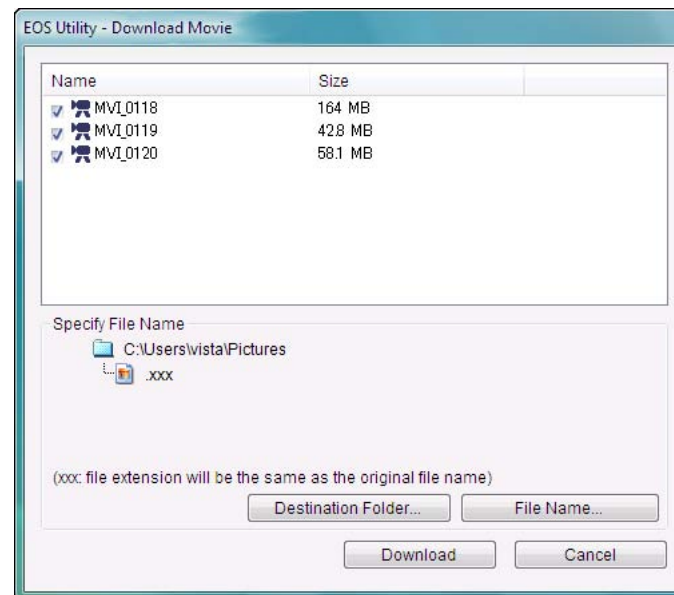 EOS Utility - Download Movie
Name Size
MVI_0118 164 MB
MVI_0119 42.8 MB
MVI_0120 58.1 MB
Specify File Name
C:\Users\vista\Pictures
.xxx
(xxx: file extension will be the same as the original file name)
Destination Folder... File Name...
Download Cancel